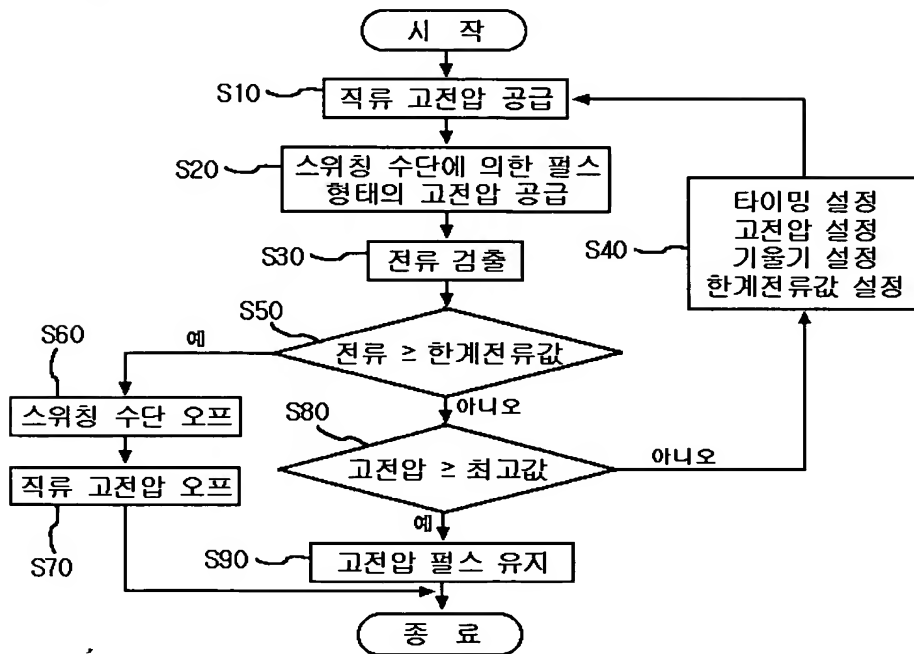 시 작
S10
직류 고전압 공급
S20
스위칭 수단에 의한 펄스
형태의 고전압 공급
S30
전류 검출
S40
타이밍 설정
고전압 설정
기울기 설정
한계전류값 설정
S50
전류 ≥ 한계전류값
예
아니오
S60
스위칭 수단 오프
S70
직류 고전압 오프
S80
고전압 ≥ 최고값
아니오
예
S90
고전압 펄스 유지
종 료